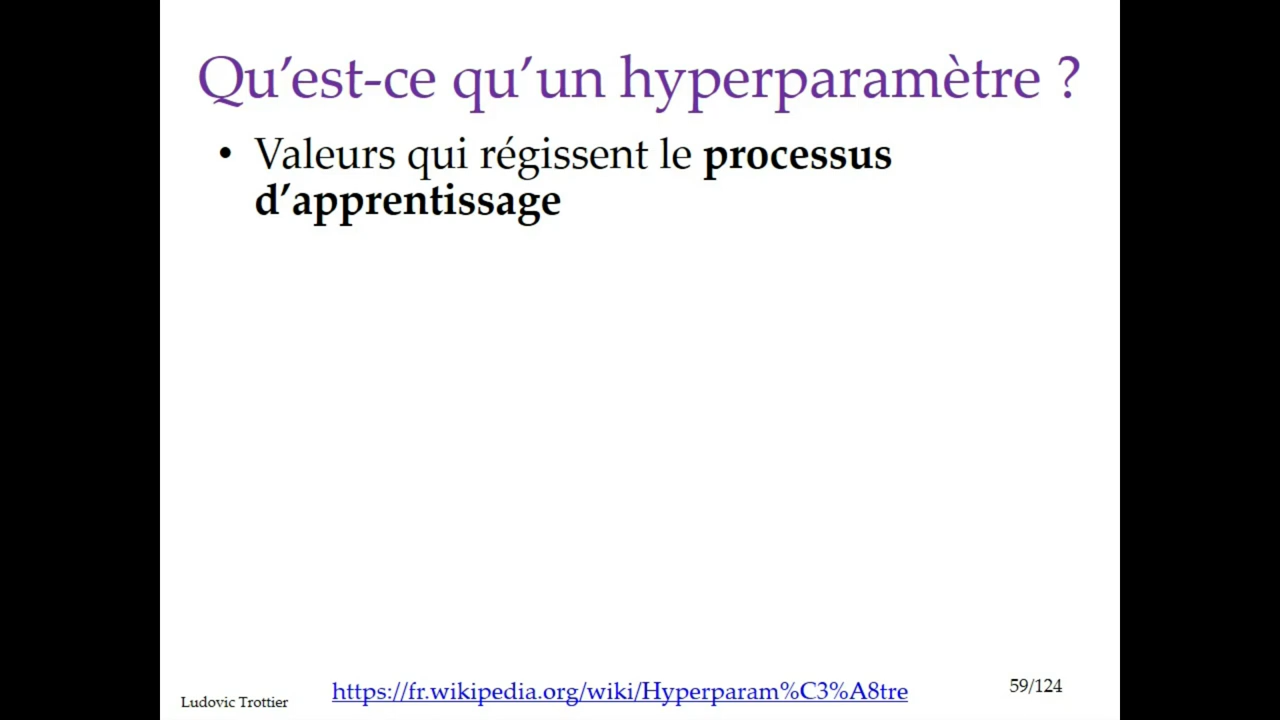 Qu’est-ce qu’un hyperparamètre ?
• Valeurs qui régissent le processus
d’apprentissage
Ludovic Trottier
https://fr.wikipedia.org/wiki/Hyperparam%C3%A8tre
59/124